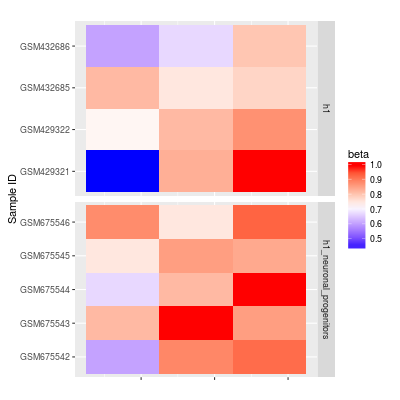 GSM432686
GSM432685
GSM429322
GSM429321
h1
GSM675546
GSM675545
GSM675544
GSM675543
GSM675542
h1_neuronal_progenitors
Sample ID
beta
1.0
0.9
0.8
0.7
0.6
0.5